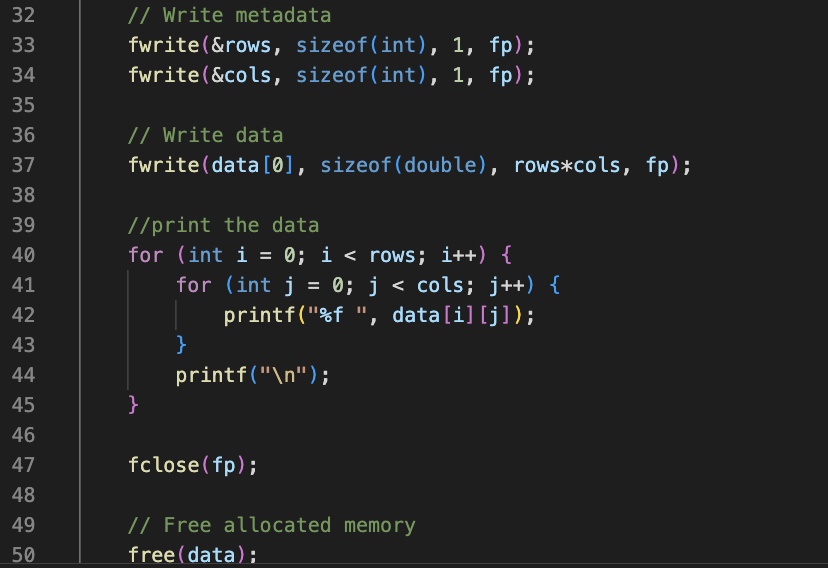 32 // Write metadata
33 fwrite(&rows, sizeof(int), 1, fp);
34 fwrite(&cols, sizeof(int), 1, fp);
35
36 // Write data
37 fwrite(data[0], sizeof(double), rows*cols, fp);
38
39 //print the data
40 for (int i = 0; i < rows; i++) {
41 for (int j = 0; j < cols; j++) {
42 printf("%f ", data[i][j]);
43 }
44 printf("\n");
45 }
46
47 fclose(fp);
48
49 // Free allocated memory
50 free(data);